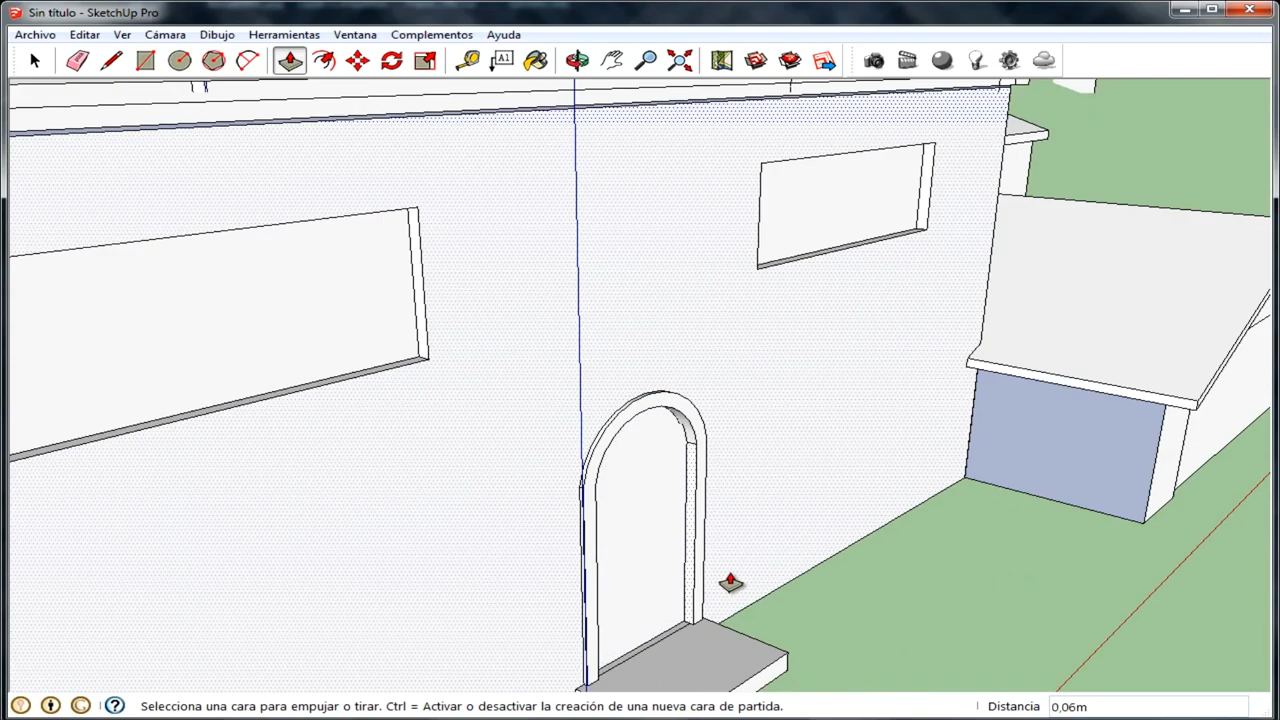 Sin título - SketchUp Pro
Archivo Editar Ver Cámara Dibujo Herramientas Ventana Complementos Ayuda
A1
Selecciona una cara para empujar o tirar. Ctrl = Activar o desactivar la creación de una nueva cara de partida. Distancia 0,06m